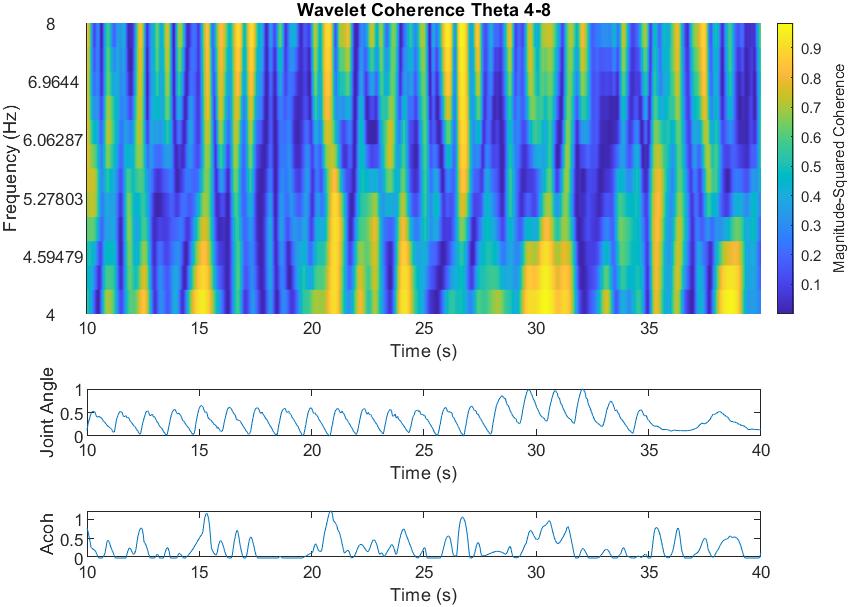 Wavelet Coherence Theta 4-8
Frequency (Hz)
8
6.9644
6.06287
5.27803
4.59479
4
10 15 20 25 30 35
Time (s)
0.9
0.8
0.7
0.6
0.5
0.4
0.3
0.2
0.1
Magnitude-Squared Coherence
Joint Angle
1
0.5
0
10 15 20 25 30 35 40
Time (s)
Acoh
1
0.5
0
10 15 20 25 30 35 40
Time (s)